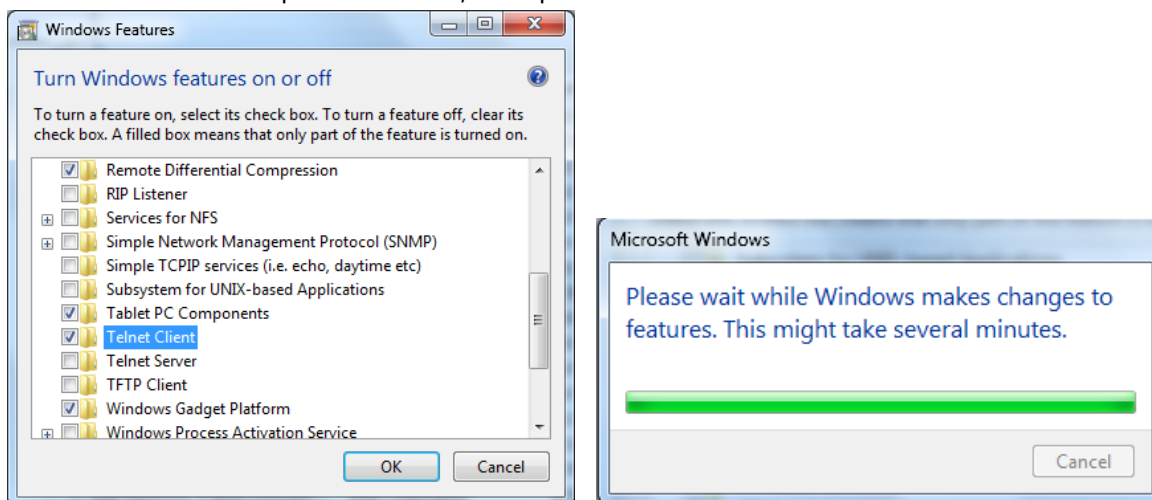 Windows Features
Turn Windows features on or off
To turn a feature on, select its check box. To turn a feature off, clear its
check box. A filled box means that only part of the feature is turned on.
Remote Differential Compression
RIP Listener
Services for NFS
Simple Network Management Protocol (SNMP)
Simple TCPIP services (i.e. echo, daytime etc)
Subsystem for UNIX-based Applications
Tablet PC Components
Telnet Client
Telnet Server
TFTP Client
Windows Gadget Platform
Windows Process Activation Service
OK
Cancel
Microsoft Windows
Please wait while Windows makes changes to
features. This might take several minutes.
Cancel